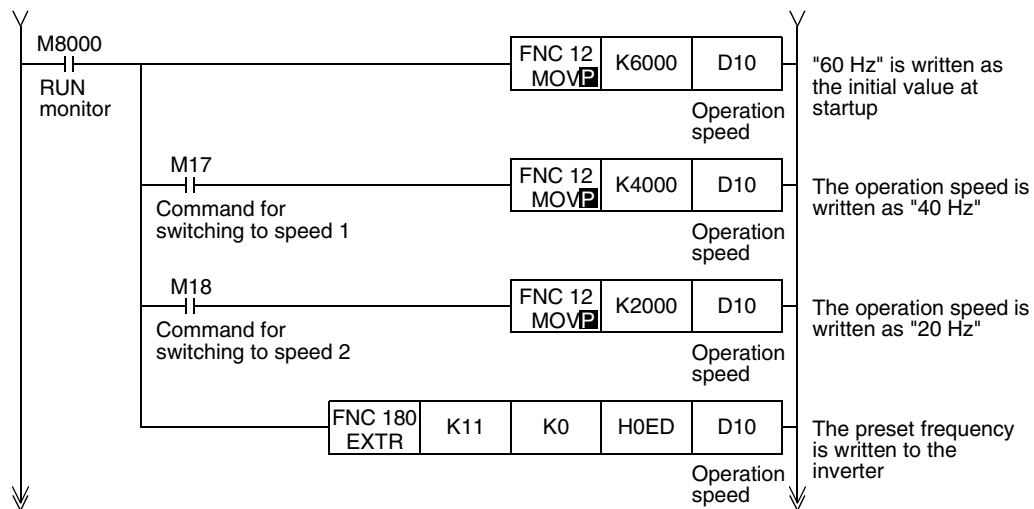 M8000
RUN
monitor
FNC 12
MOVP
K6000
D10
Operation
speed
"60 Hz" is written as
the initial value at
startup
M17
Command for
switching to speed 1
FNC 12
MOVP
K4000
D10
Operation
speed
The operation speed is
written as "40 Hz"
M18
Command for
switching to speed 2
FNC 12
MOVP
K2000
D10
Operation
speed
The operation speed is
written as "20 Hz"
FNC 180
EXTR
K11
K0
H0ED
D10
Operation
speed
The preset frequency
is written to the
inverter